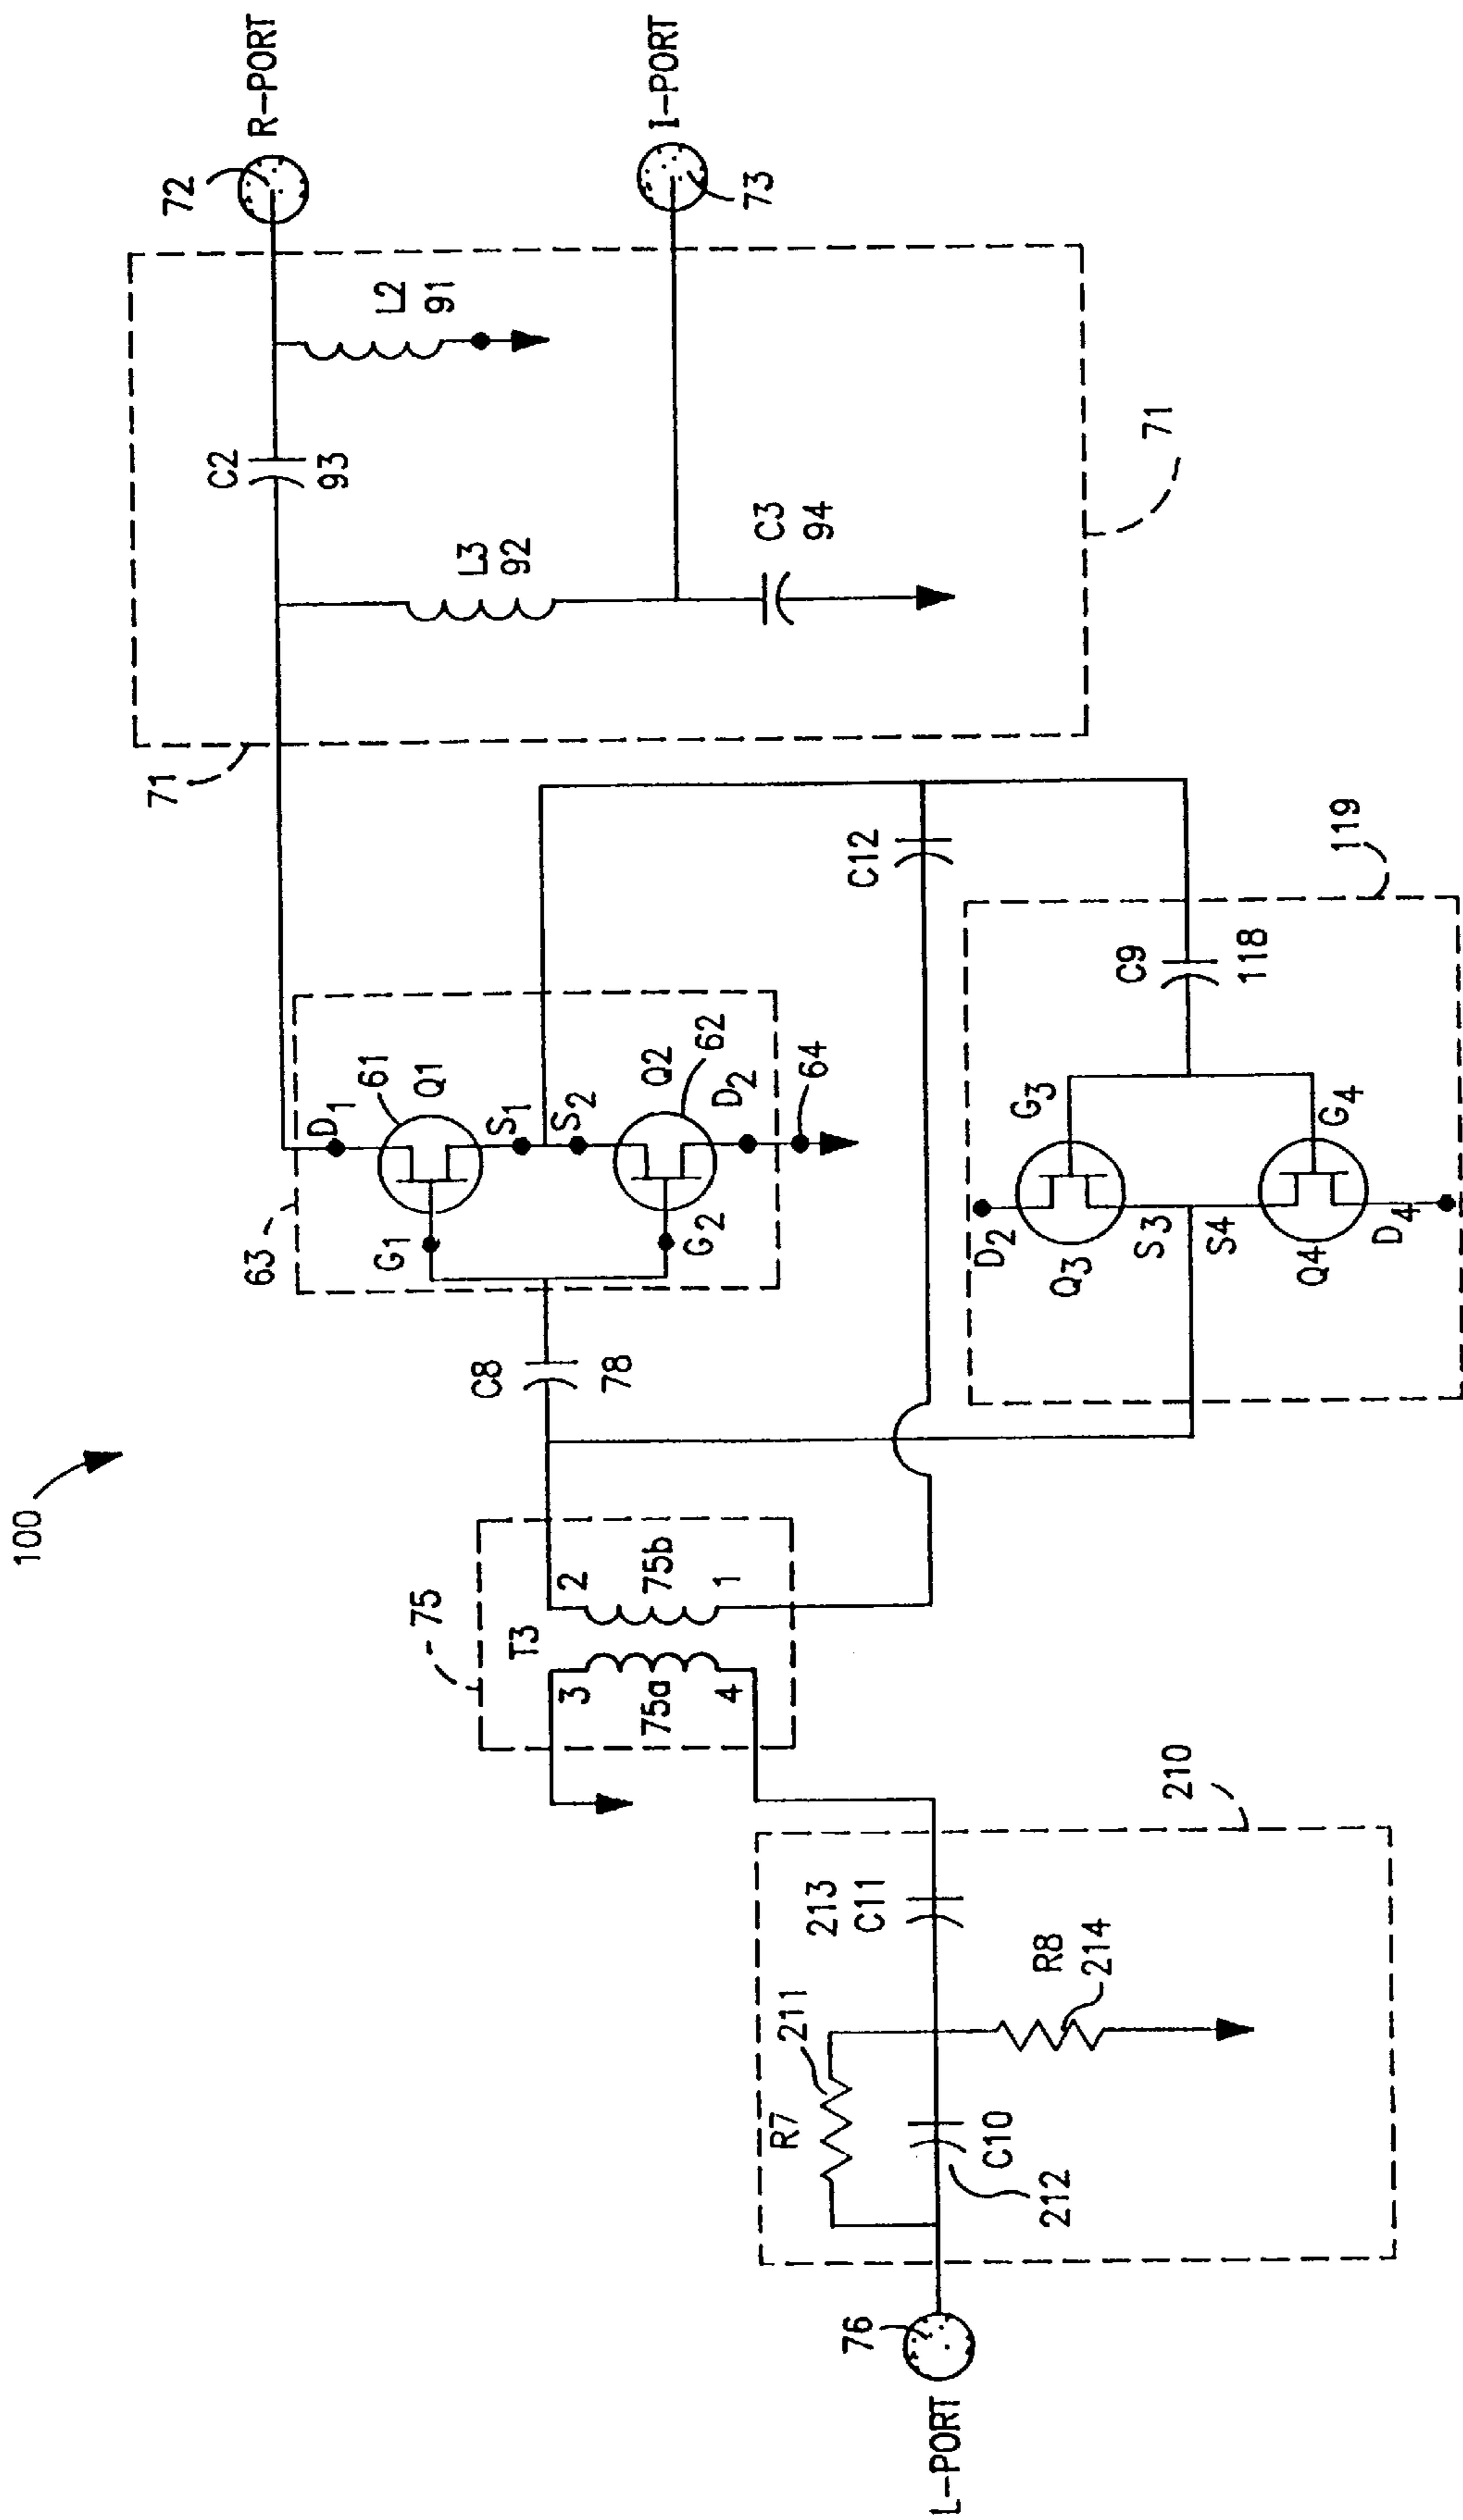 100
R-PORT
72
I-PORT
73
L2
91
C2
93
L3
92
C3
94
71
71
63
D1
61
Q1
S1
S2
Q2
62
D2
64
G1
G2
C8
78
C12
119
C9
118
G3
G4
D2
Q3
S3
S4
Q4
D4
75
T3
2
75b
1
3
75a
4
210
213
C11
R8
214
211
R7
C10
212
76
L-PORT